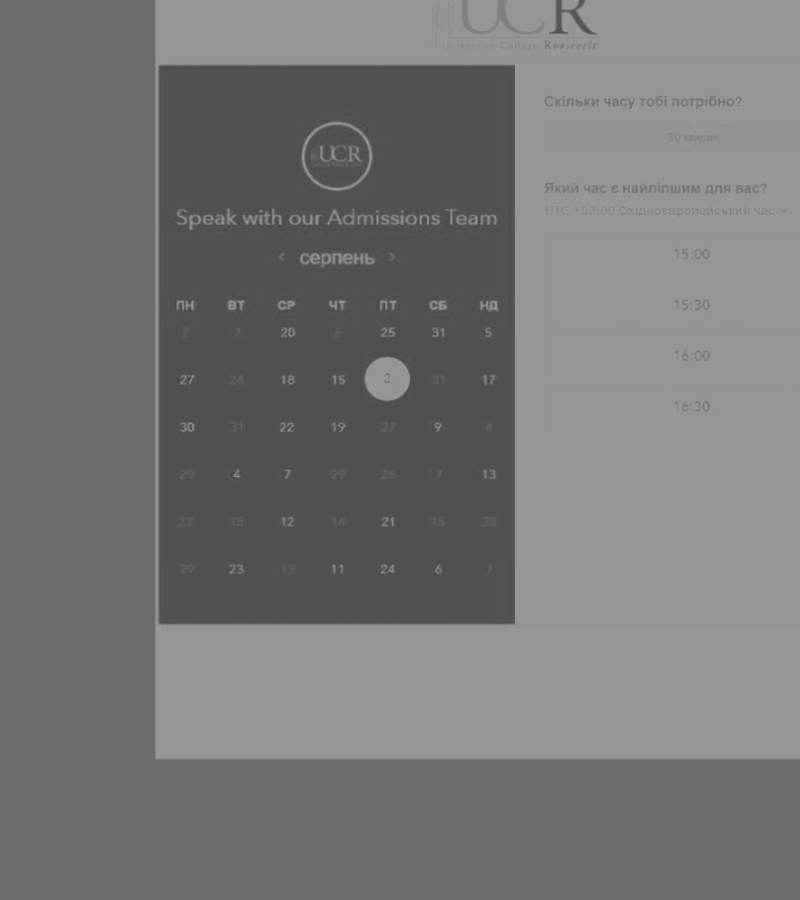 UCR
University College Roosevelt
UCR
Speak with our Admissions Team
‹ серпень ›
ПН ВТ СР ЧТ ПТ СБ НД
2 7 20 6 25 31 5
27 24 18 15 2 31 17
30 31 22 19 27 9 4
29 4 7 29 26 7 13
23 15 12 14 21 15 20
29 23 13 11 24 6 7
Скільки часу тобі потрібно?
30 хвилин
Який час є найліпшим для вас?
UTC +03:00 Східноєвропейський час
15:00
15:30
16:00
16:30